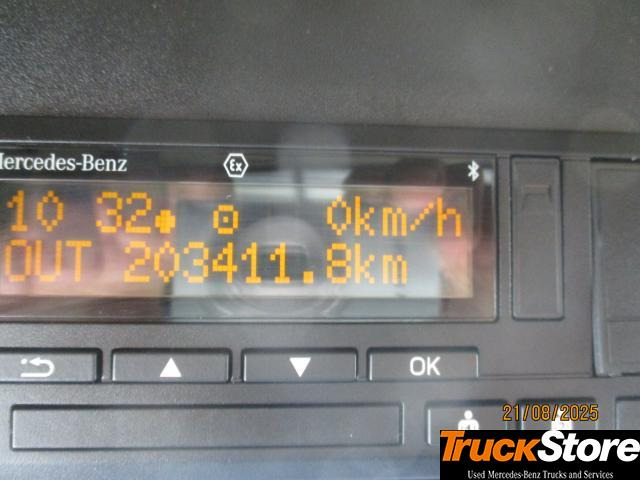 Mercedes-Benz
Ex
10 32 0km/h
OUT 203411.8km
OK
21/08/2025
TruckStore
Used Mercedes-Benz Trucks and Services